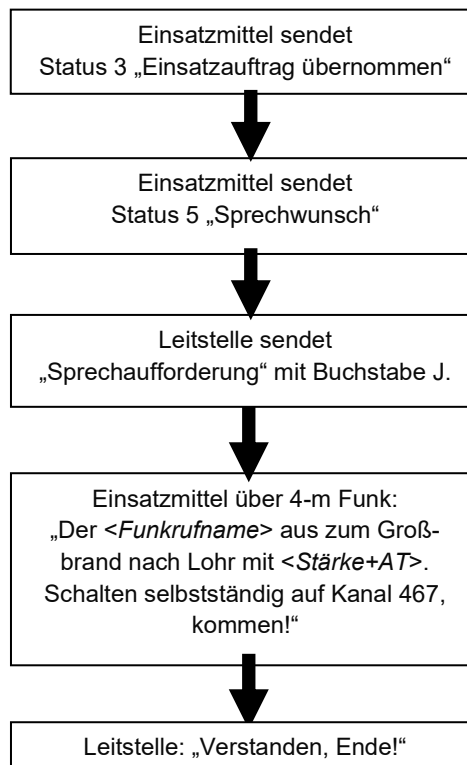 Einsatzmittel sendet
Status 3 „Einsatzauftrag übernommen“
Einsatzmittel sendet
Status 5 „Sprechwunsch“
Leitstelle sendet
„Sprechaufforderung“ mit Buchstabe J.
Einsatzmittel über 4-m Funk:
„Der <Funkrufname> aus zum Groß-
brand nach Lohr mit <Stärke+AT>.
Schalten selbstständig auf Kanal 467,
kommen!“
Leitstelle: „Verstanden, Ende!“